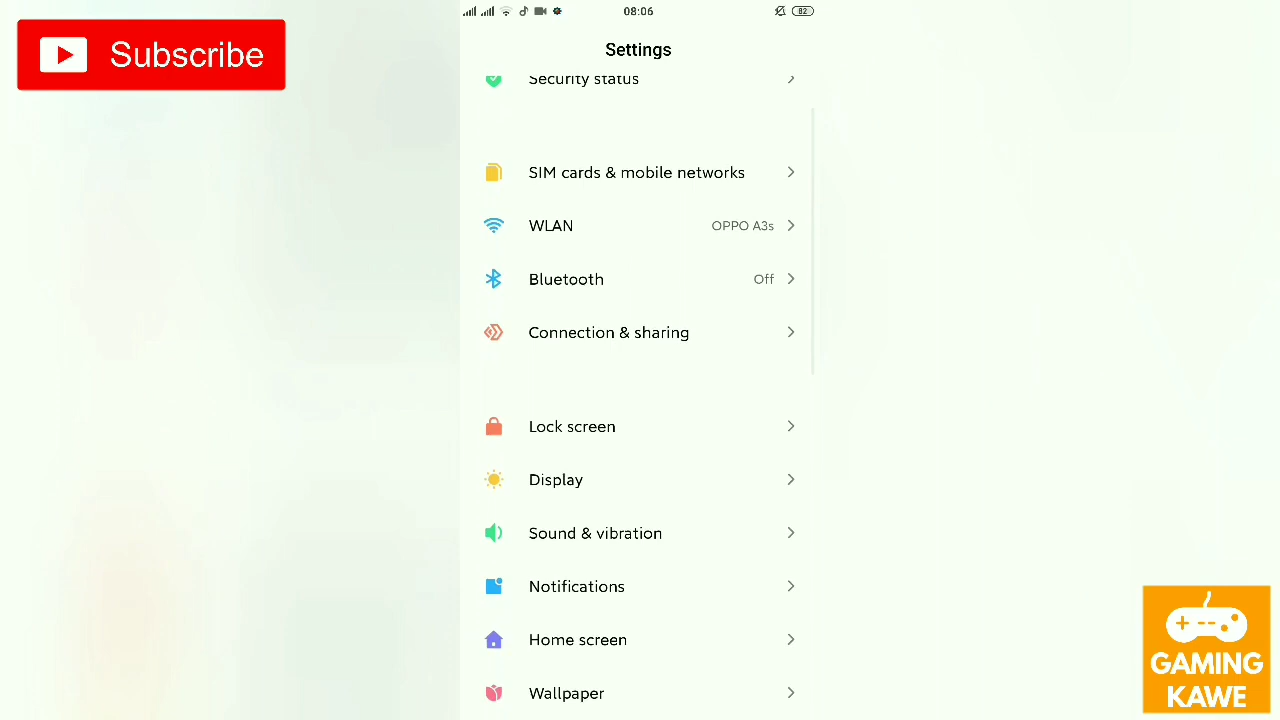 Subscribe
08:06
82
Settings
Security status
SIM cards & mobile networks
WLAN OPPO A3s
Bluetooth Off
Connection & sharing
Lock screen
Display
Sound & vibration
Notifications
Home screen
Wallpaper
GAMING
KAWE